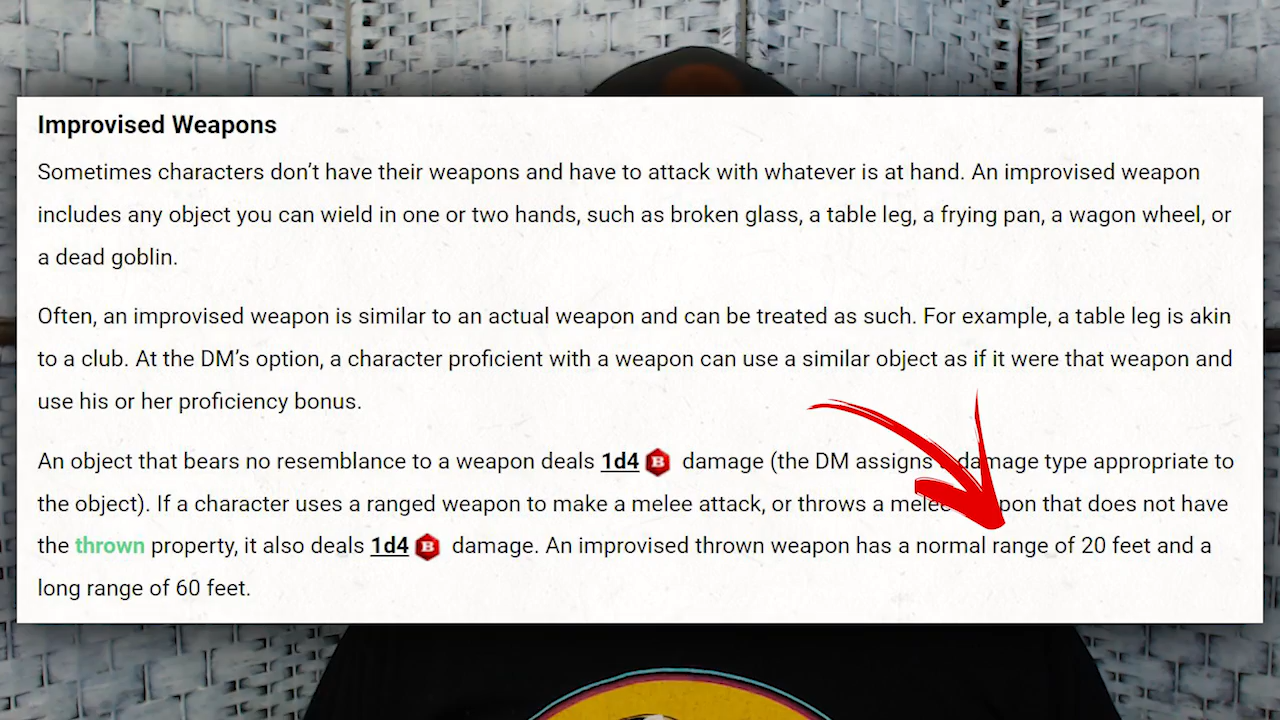 Improvised Weapons
Sometimes characters don't have their weapons and have to attack with whatever is at hand. An improvised weapon
includes any object you can wield in one or two hands, such as broken glass, a table leg, a frying pan, a wagon wheel, or
a dead goblin.
Often, an improvised weapon is similar to an actual weapon and can be treated as such. For example, a table leg is akin
to a club. At the DM's option, a character proficient with a weapon can use a similar object as if it were that weapon and
use his or her proficiency bonus.
An object that bears no resemblance to a weapon deals 1d4 B damage (the DM assigns damage type appropriate to
the object). If a character uses a ranged weapon to make a melee attack, or throws a melee that does not have
the thrown property, it also deals 1d4 B damage. An improvised thrown weapon has a normal range of 20 feet and a
long range of 60 feet.